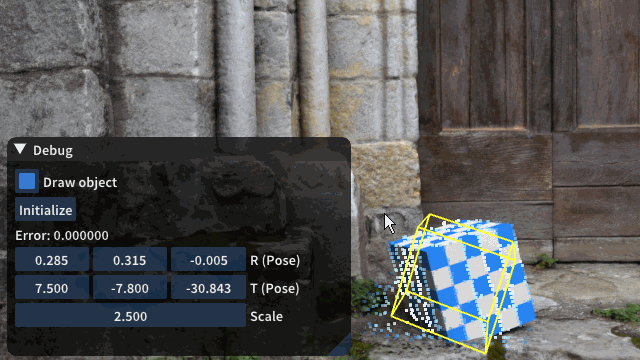 Debug
Draw object
Initialize
Error: 0.000000
0.285 0.315 -0.005 R (Pose)
7.500 -7.800 -30.843 T (Pose)
2.500 Scale